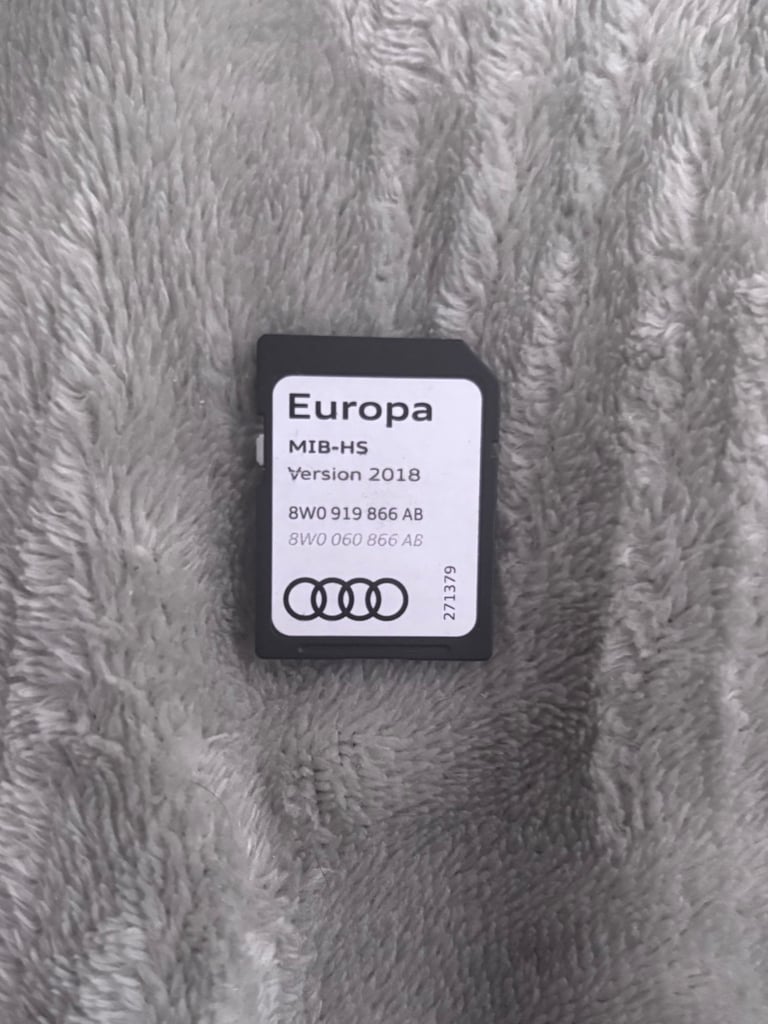 Europa
MIB-HS
Version 2018
8W0 919 866 AB
8W0 060 866 AB
271379